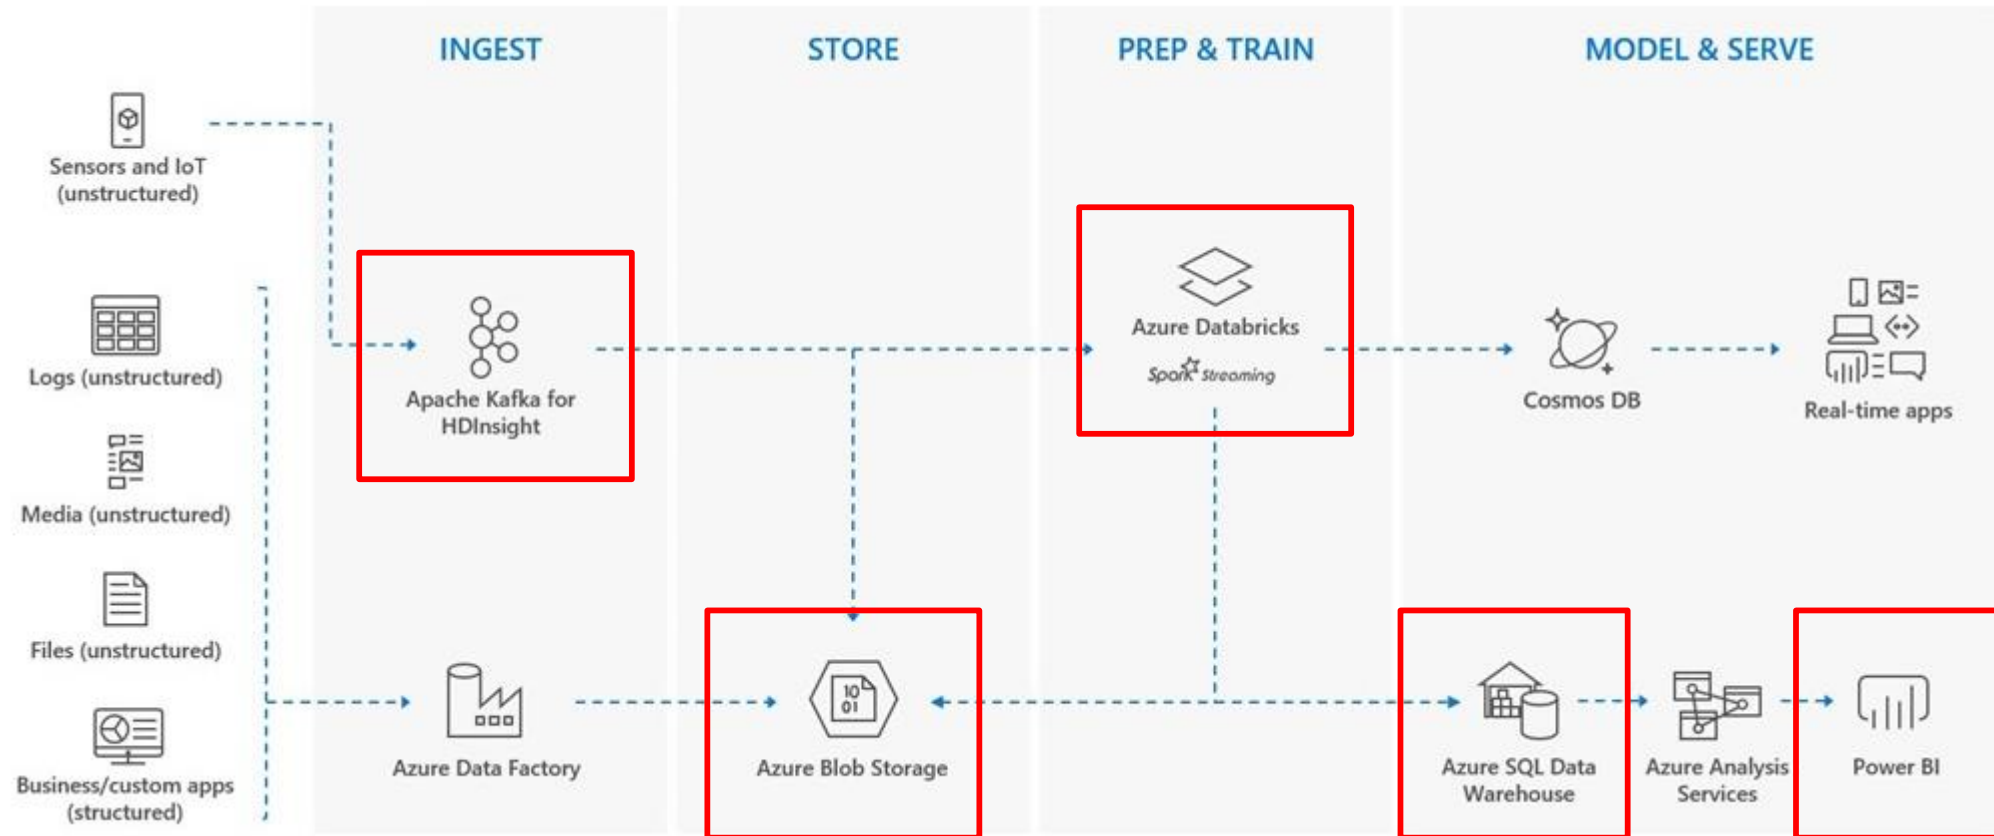 INGEST
STORE
PREP & TRAIN
MODEL & SERVE
Sensors and IoT
(unstructured)
Logs (unstructured)
Media (unstructured)
Files (unstructured)
Business/custom apps
(structured)
Apache Kafka for
HDInsight
Azure Data Factory
10
01
Azure Blob Storage
Azure Databricks
Spark Streaming
Cosmos DB
Real-time apps
Azure SQL Data
Warehouse
Azure Analysis
Services
Power BI